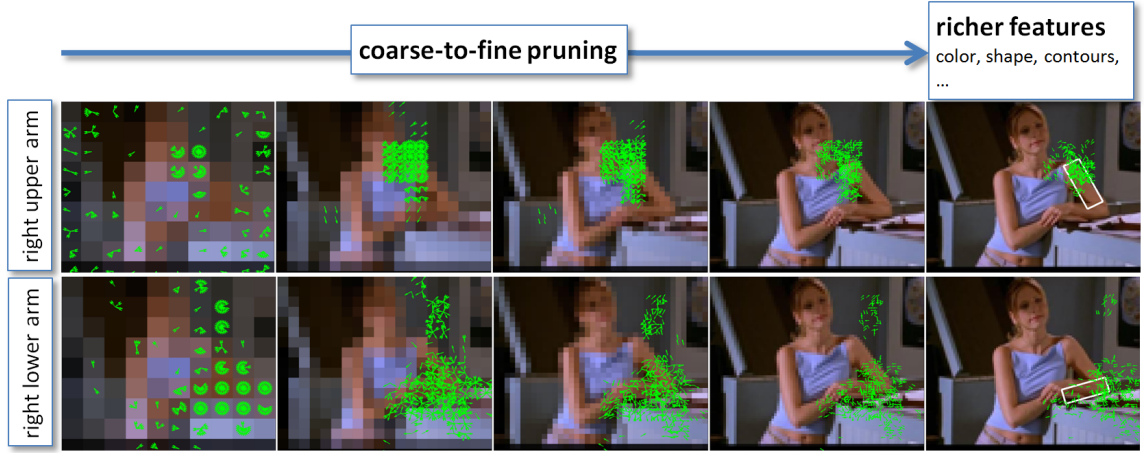 coarse-to-fine pruning
richer features
color, shape, contours,
...
right upper arm
right lower arm